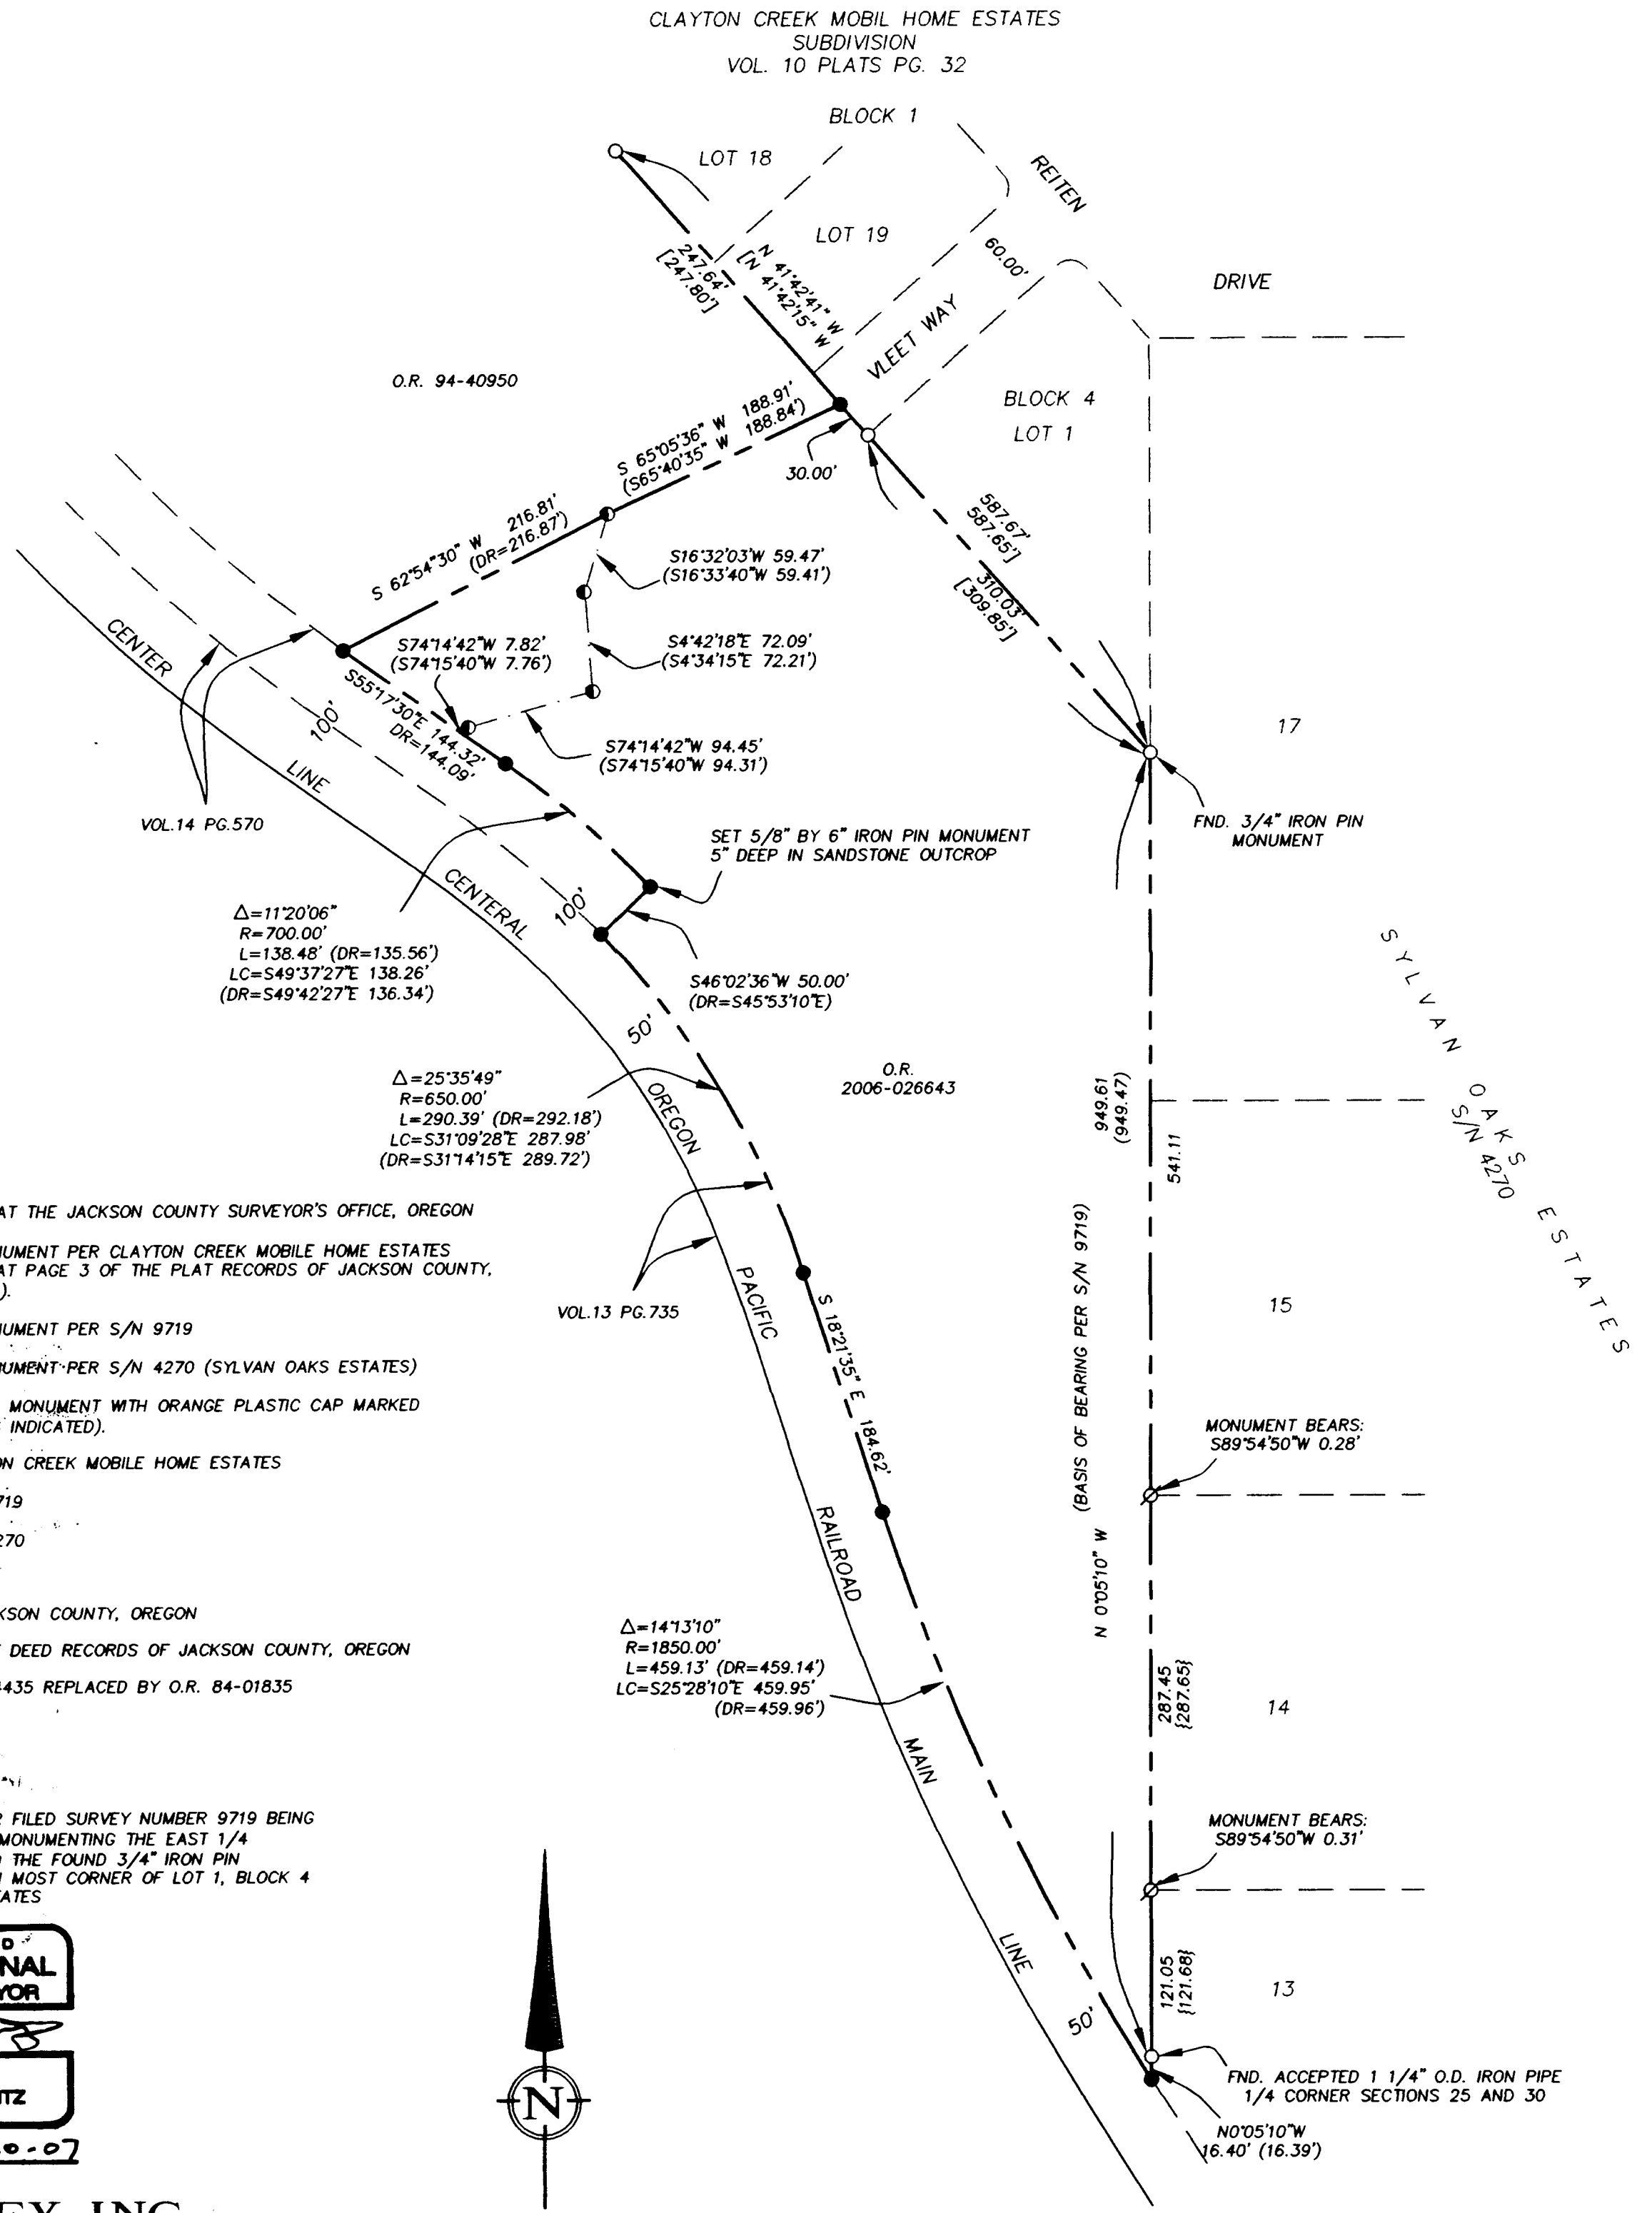 CLAYTON CREEK MOBIL HOME ESTATES
SUBDIVISION
VOL. 10 PLATS PG. 32
BLOCK 1
LOT 18
REITEN
LOT 19
60.00'
DRIVE
N 41°42'41" W
[N 41°42'15" W
247.64'
[247.80']
VLEET WAY
O.R. 94-40950
BLOCK 4
LOT 1
S 65°05'36" W 188.91'
(S65°40'35" W 188.84')
30.00'
587.67'
587.65']
S 62°54"30" W 216.81'
(DR=216.87')
S16°32'03"W 59.47'
(S16°33'40"W 59.41')
310.03'
[309.85']
CENTER
S74°14'42"W 7.82'
(S74°15'40"W 7.76')
S4°42'18"E 72.09'
(S4°34'15"E 72.21')
S55°17'30"E 144.32'
DR=144.09'
100'
17
S74°14'42"W 94.45'
(S74°15'40"W 94.31')
LINE
VOL.14 PG.570
FND. 3/4" IRON PIN
MONUMENT
SET 5/8" BY 6" IRON PIN MONUMENT
5" DEEP IN SANDSTONE OUTCROP
CENTERAL
100'
Δ=11°20'06"
R=700.00'
L=138.48' (DR=135.56')
LC=S49°37'27"E 138.26'
(DR=S49°42'27"E 136.34')
S46°02'36"W 50.00'
(DR=S45°53'10"E)
SYLVAN OAKS ESTATES
S/N 4270
50'
O.R.
2006-026643
Δ=25°35'49"
R=650.00'
L=290.39' (DR=292.18')
LC=S31°09'28"E 287.98'
(DR=S31°14'15"E 289.72')
OREGON
949.61
(949.47)
541.11
AT THE JACKSON COUNTY SURVEYOR'S OFFICE, OREGON
NUMENT PER CLAYTON CREEK MOBILE HOME ESTATES
AT PAGE 3 OF THE PLAT RECORDS OF JACKSON COUNTY,
).
PACIFIC
VOL.13 PG.735
15
NUMENT PER S/N 9719
S 18°21'35" E 184.62'
(BASIS OF BEARING PER S/N 9719)
N 0°05'10" W
NUMENT PER S/N 4270 (SYLVAN OAKS ESTATES)
MONUMENT WITH ORANGE PLASTIC CAP MARKED
INDICATED).
MONUMENT BEARS:
S89°54'50"W 0.28'
ON CREEK MOBILE HOME ESTATES
719
270
RAILROAD
KSON COUNTY, OREGON
DEED RECORDS OF JACKSON COUNTY, OREGON
435 REPLACED BY O.R. 84-01835
Δ=14°13'10"
R=1850.00'
L=459.13' (DR=459.14')
LC=S25°28'10"E 459.95'
(DR=459.96')
287.45
{287.65}
14
MAIN
FILED SURVEY NUMBER 9719 BEING
MONUMENTING THE EAST 1/4
THE FOUND 3/4" IRON PIN
MOST CORNER OF LOT 1, BLOCK 4
ATES
MONUMENT BEARS:
S89°54'50"W 0.31'
D
NAL
YOR
LINE
121.05
{121.68}
13
50'
FND. ACCEPTED 1 1/4" O.D. IRON PIPE
1/4 CORNER SECTIONS 25 AND 30
ITZ
N
N0°05'10"W
16.40' (16.39')
0-07
EY, INC